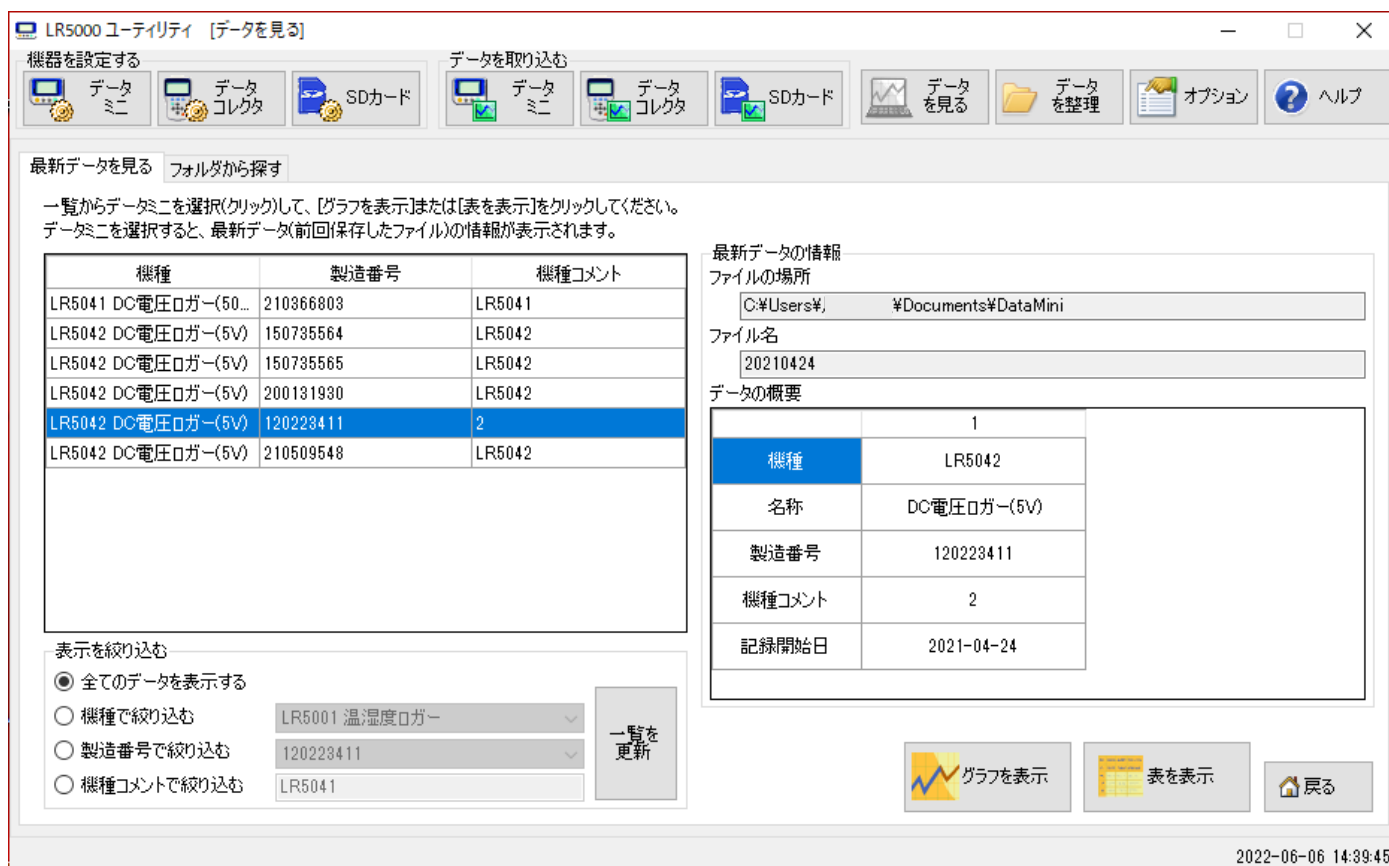 LR5000 ユーティリティ [データを見る]
機器を設定する
データ
ミニ
データ
コレクタ
SDカード
データを取り込む
データ
ミニ
データ
コレクタ
SDカード
データ
を見る
データ
を整理
オプション
ヘルプ
最新データを見る
フォルダから探す
一覧からデータミニを選択(クリック)して、[グラフを表示]または[表を表示]をクリックしてください。
データミニを選択すると、最新データ(前回保存したファイル)の情報が表示されます。
機種 製造番号 機種コメント
LR5041 DC電圧ロガー(50... 210366803 LR5041
LR5042 DC電圧ロガー(5V) 150735564 LR5042
LR5042 DC電圧ロガー(5V) 150735565 LR5042
LR5042 DC電圧ロガー(5V) 200131930 LR5042
LR5042 DC電圧ロガー(5V) 120223411 2
LR5042 DC電圧ロガー(5V) 210509548 LR5042
表示を絞り込む
全てのデータを表示する
機種で絞り込む LR5001 温湿度ロガー
製造番号で絞り込む 120223411
機種コメントで絞り込む LR5041
一覧を
更新
最新データの情報
ファイルの場所
C:¥Users¥ ¥Documents¥DataMini
ファイル名
20210424
データの概要
1
機種 LR5042
名称 DC電圧ロガー(5V)
製造番号 120223411
機種コメント 2
記録開始日 2021-04-24
グラフを表示
表を表示
戻る
2022-06-06 14:39:45